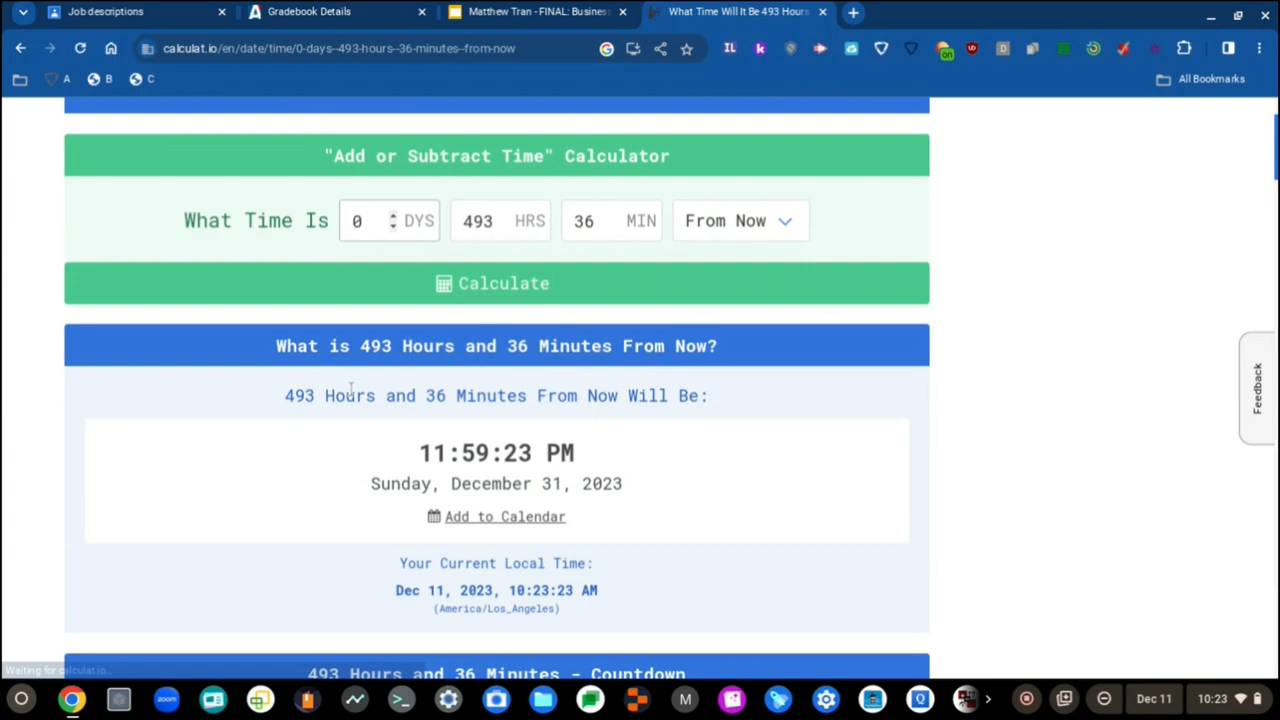 Job descriptions
Gradebook Details
Matthew Tran - FINAL: Busines
What Time Will It Be 493 Hours
calculat.io/en/date/time/0-days--493-hours--36-minutes--from-now
A
B
C
All Bookmarks
"Add or Subtract Time" Calculator
What Time Is 0 DYS 493 HRS 36 MIN From Now
Calculate
What is 493 Hours and 36 Minutes From Now?
493 Hours and 36 Minutes From Now Will Be:
11:59:23 PM
Sunday, December 31, 2023
Add to Calendar
Your Current Local Time:
Dec 11, 2023, 10:23:23 AM
(America/Los_Angeles)
493 Hours and 36 Minutes - Countdown
Feedback
Waiting for calculat.io...
Dec 11
10:23